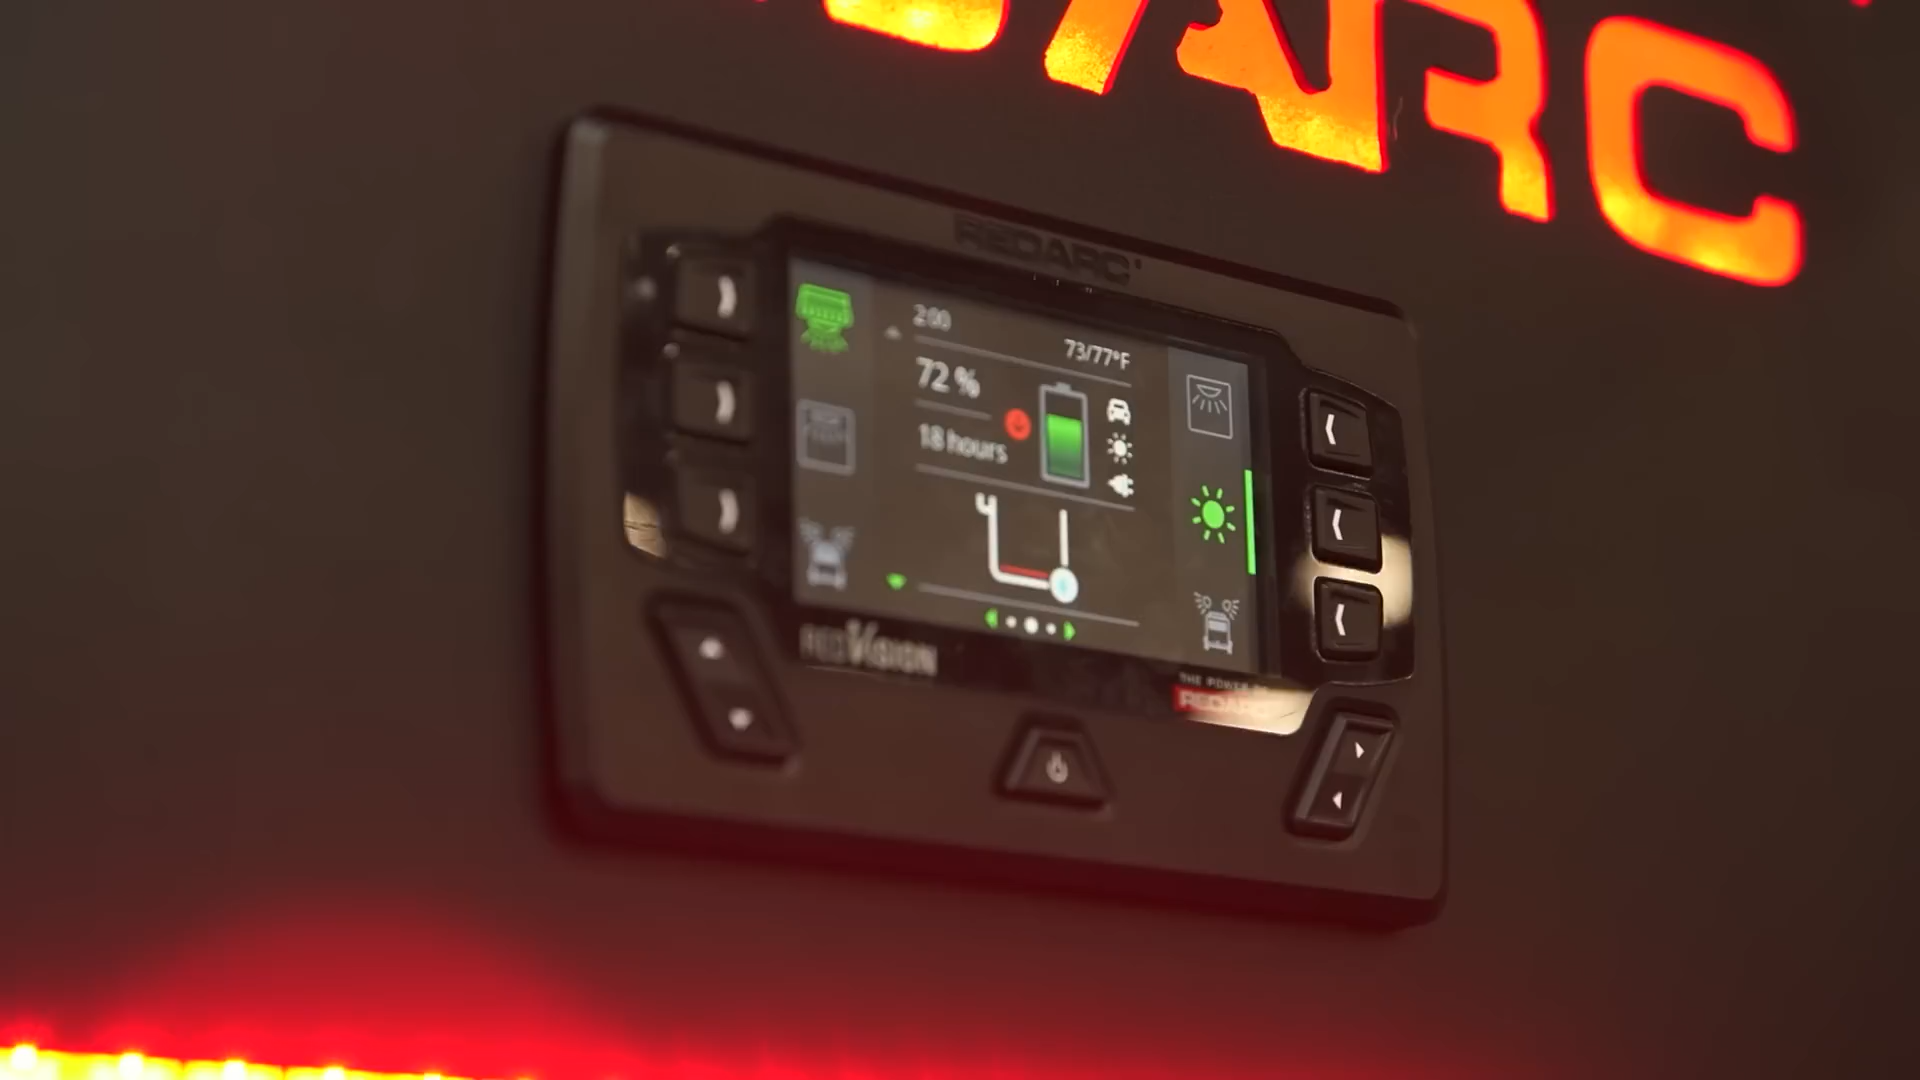 ARC
REDARC
2:00
73/77°F
72 %
18 hours
REDVISION
THE POWER OF
REDARC